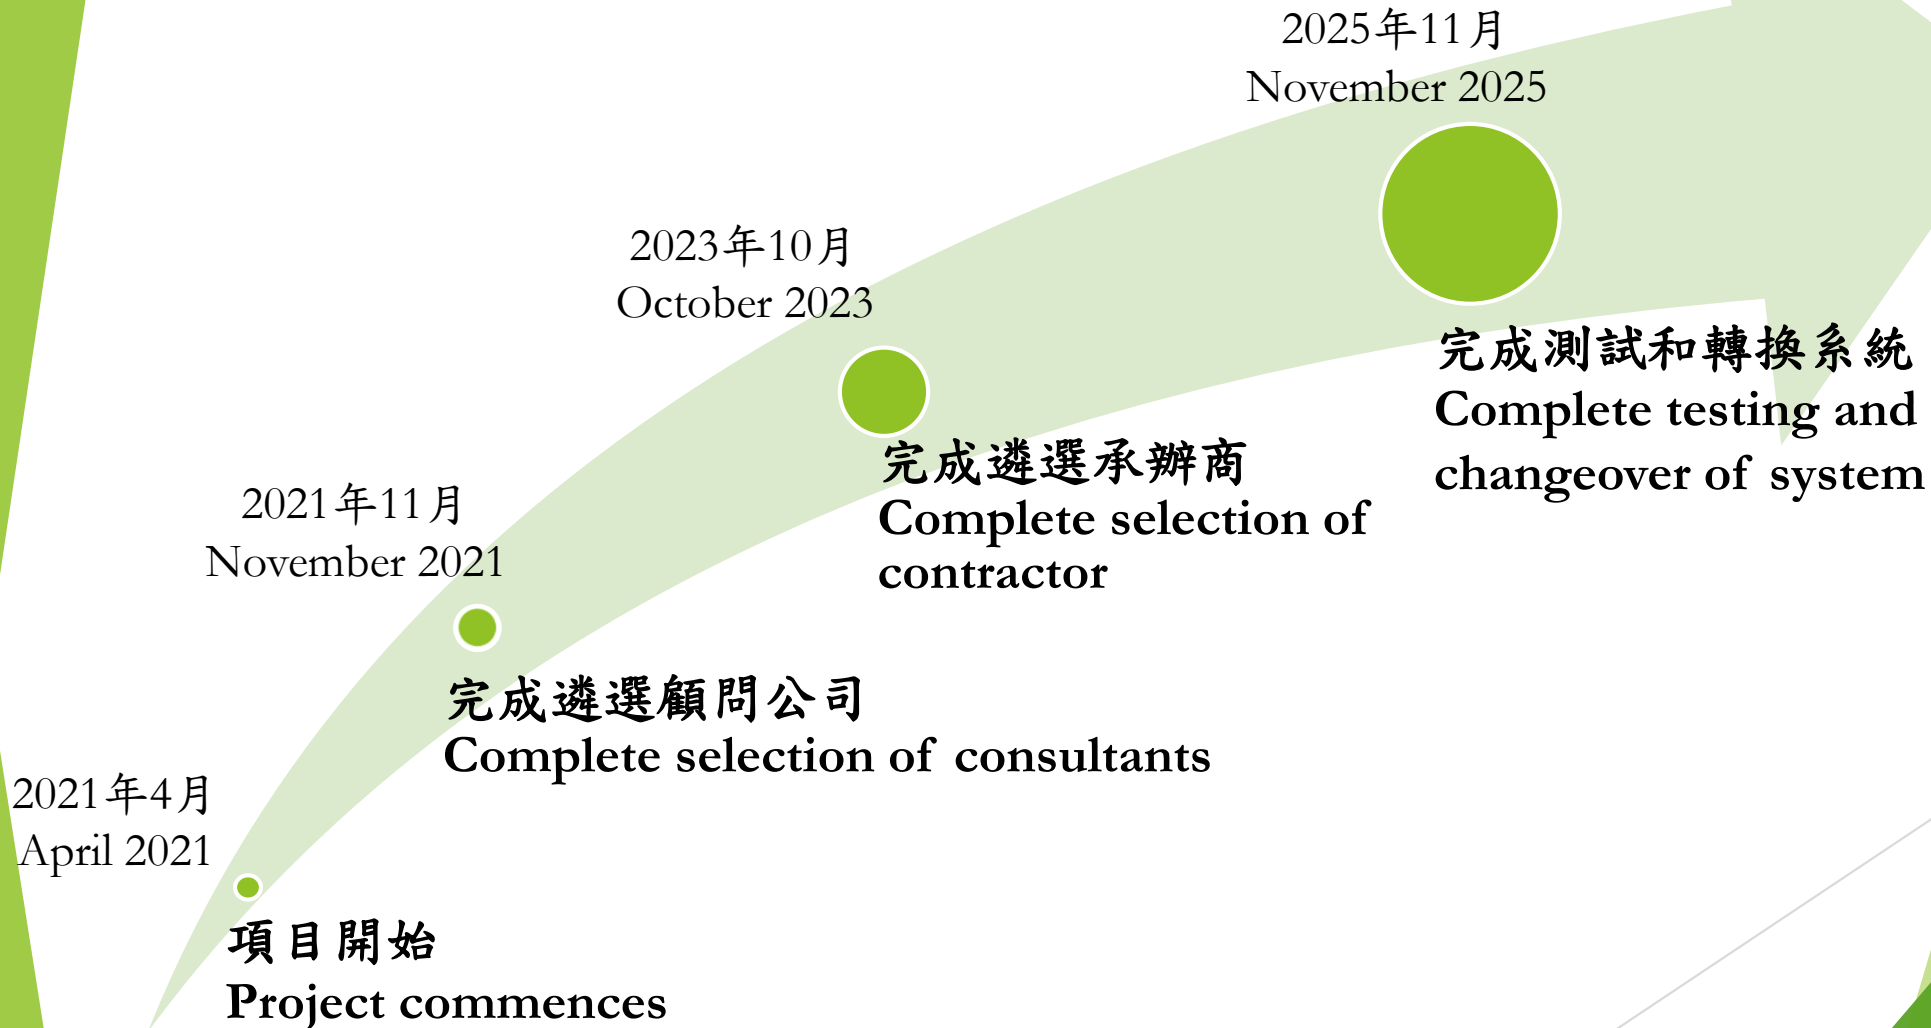 2025年11月
November 2025
2023年10月
October 2023
完成測試和轉換系統
Complete testing and
changeover of system
完成遴選承辦商
Complete selection of
contractor
2021年11月
November 2021
完成遴選顧問公司
Complete selection of consultants
2021年4月
April 2021
項目開始
Project commences